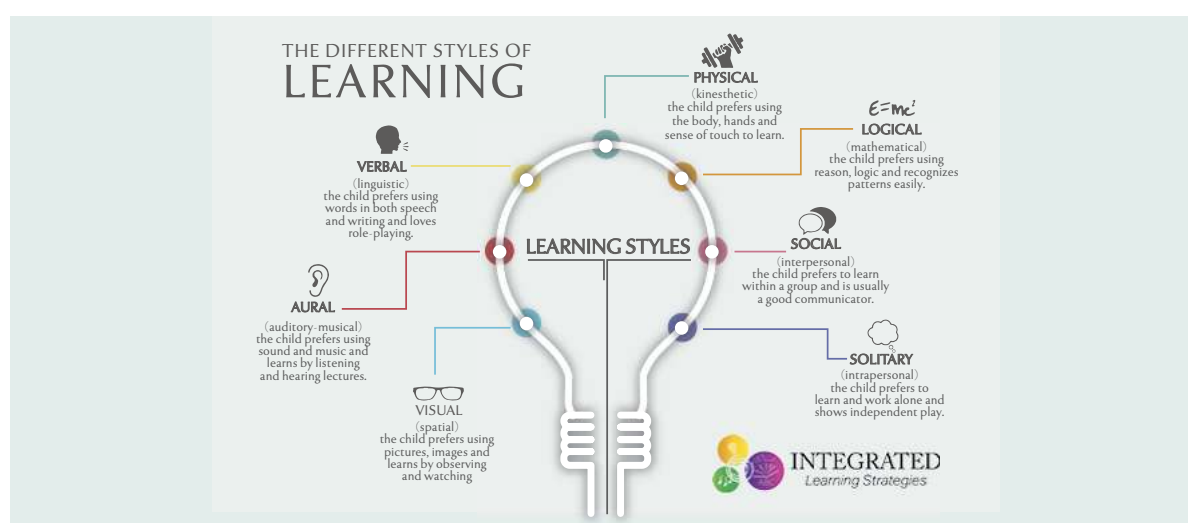 THE DIFFERENT STYLES OF
LEARNING
PHYSICAL
(kinesthetic)
the child prefers using
the body, hands and
sense of touch to learn.
E=mc²
LOGICAL
(mathematical)
the child prefers using
reason, logic and recognizes
patterns easily.
VERBAL
(linguistic)
the child prefers using
words in both speech
and writing and loves
role-playing.
LEARNING STYLES
SOCIAL
(interpersonal)
the child prefers to learn
within a group and is usually
a good communicator.
AURAL
(auditory-musical)
the child prefers using
sound and music and
learns by listening
and hearing lectures.
SOLITARY
(intrapersonal)
the child prefers to
learn and work alone and
shows independent play.
VISUAL
(spatial)
the child prefers using
pictures, images and
learns by observing
and watching
INTEGRATED
Learning Strategies